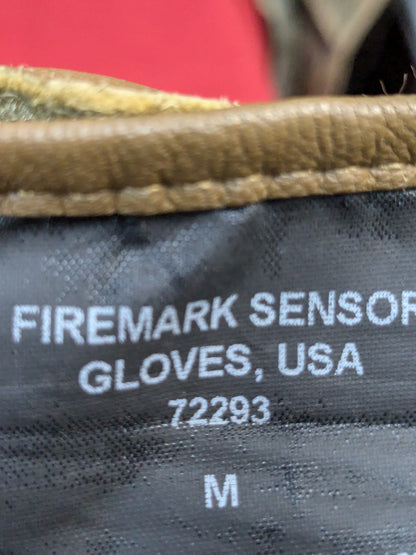 FIREMARK SENSOR
GLOVES, USA
72293
M